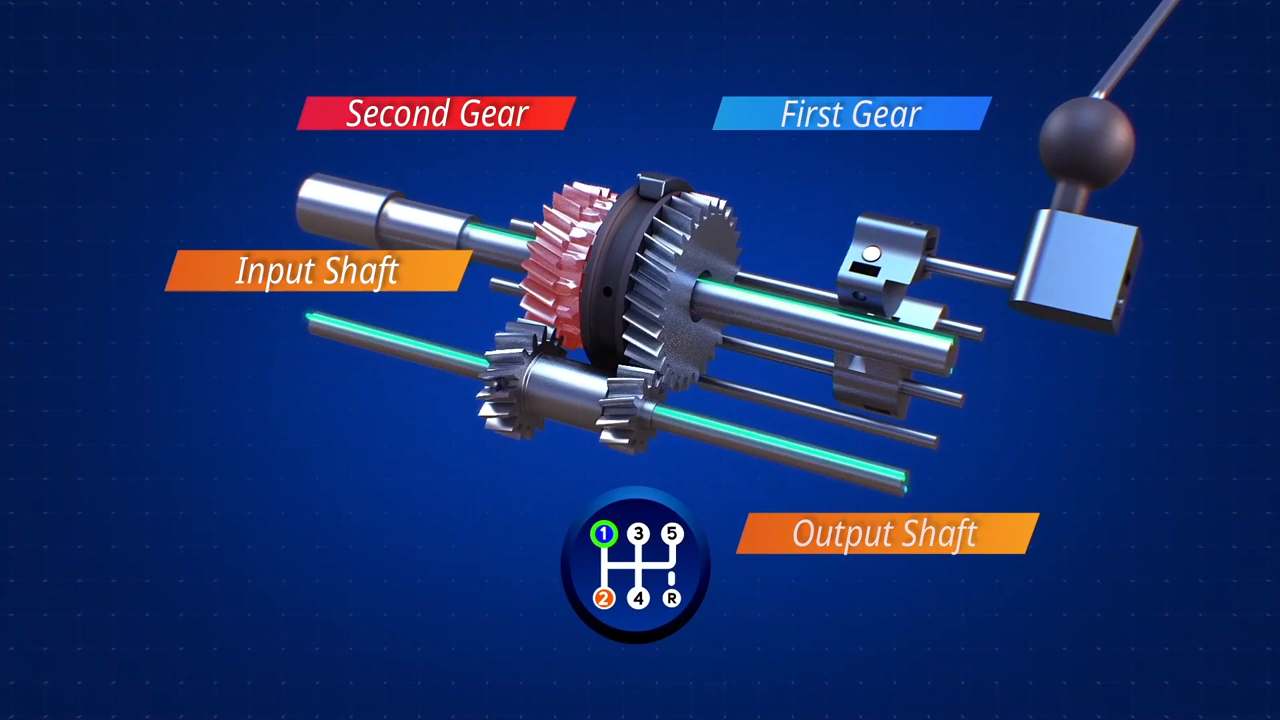 Second Gear
First Gear
Input Shaft
Output Shaft
1 3 5
2 4 R